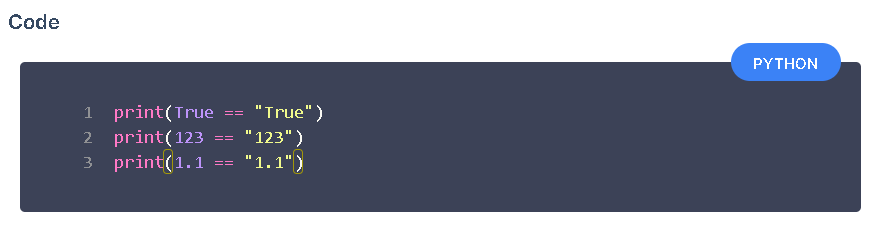 Code
PYTHON
1 print(True == "True")
2 print(123 == "123")
3 print(1.1 == "1.1")